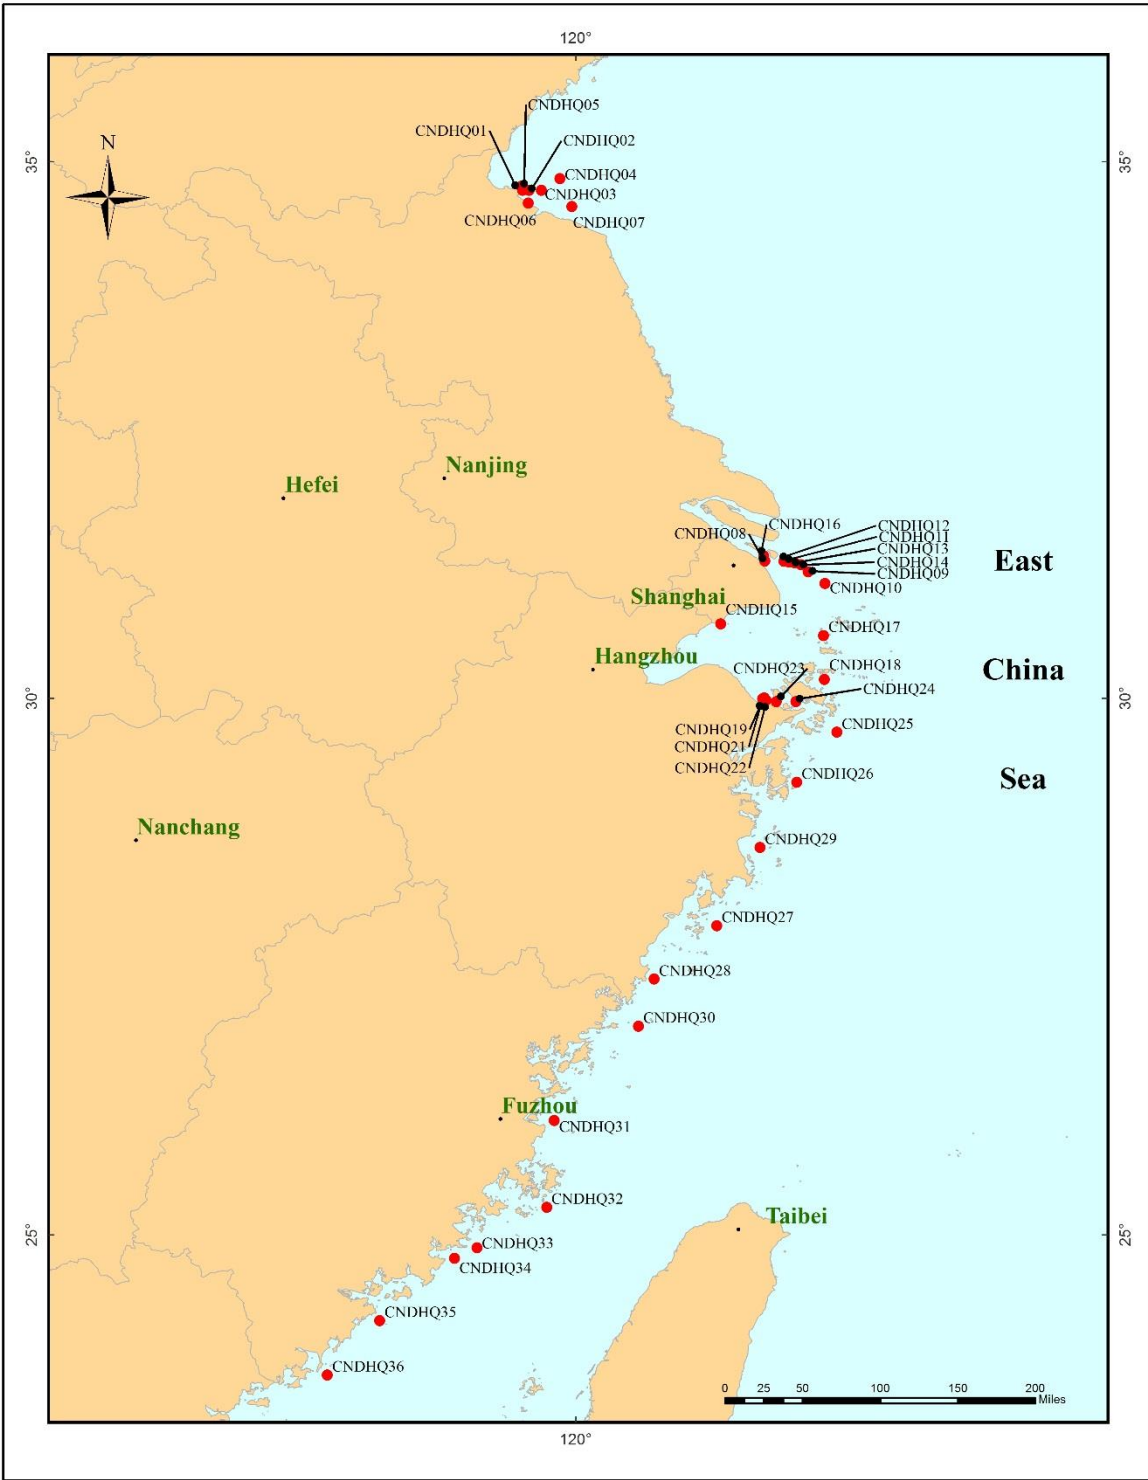 120°
CNDHQ05
CNDHQ01
CNDHQ02
N
35°
35°
CNDHQ04
CNDHQ03
CNDHQ06
CNDHQ07
Nanjing
Hefei
CNDHQ16
CNDHQ12
CNDHQ08
CNDHQ11
CNDHQ13
East
CNDHQ14
CNDHQ09
CNDHQ10
Shanghai
CNDHQ15
CNDHQ17
Hangzhou
CNDHQ23
CNDHQ18
China
CNDHQ24
30°
30°
CNDHQ19
CNDHQ25
CNDHQ21
CNDHQ22
CNDHQ26
Sea
Nanchang
CNDHQ29
CNDHQ27
CNDHQ28
CNDHQ30
Fuzhou
CNDHQ31
CNDHQ32
Taibei
25°
25°
CNDHQ33
CNDHQ34
CNDHQ35
CNDHQ36
0 25 50 100 150 200
Miles
120°